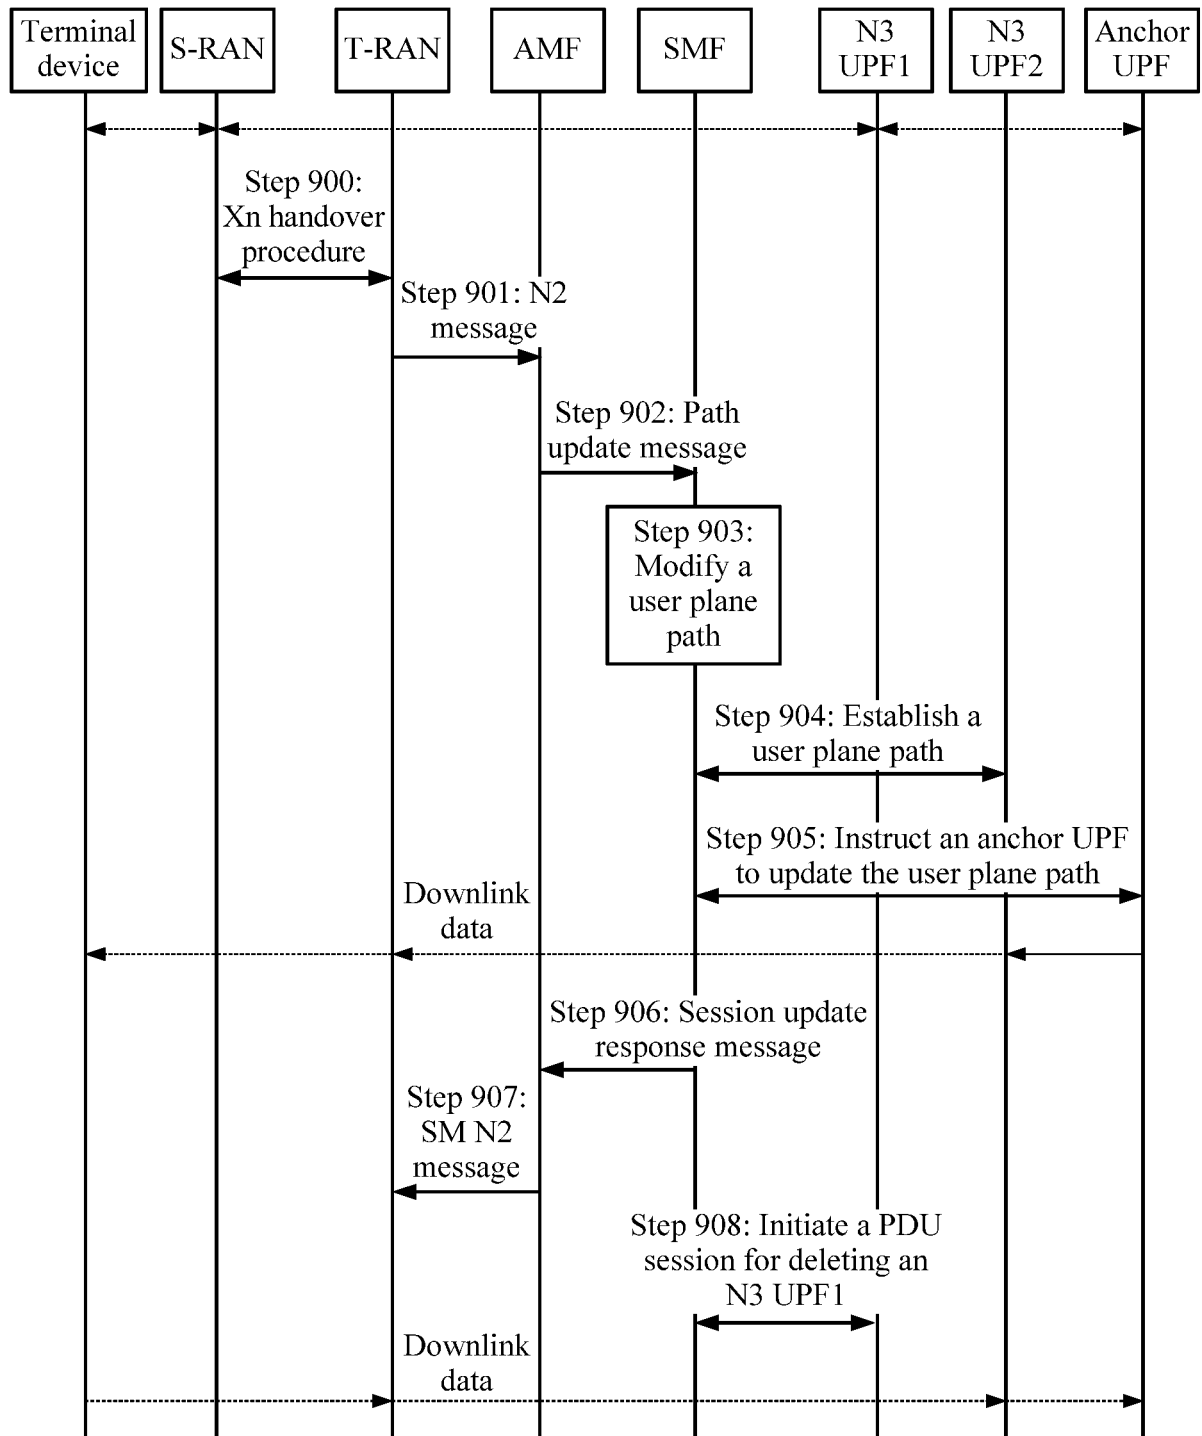 Terminal
device
S-RAN
T-RAN
AMF
SMF
N3
UPF1
N3
UPF2
Anchor
UPF
Step 900:
Xn handover
procedure
Step 901: N2
message
Step 902: Path
update message
Step 903:
Modify a
user plane
path
Step 904: Establish a
user plane path
Step 905: Instruct an anchor UPF
to update the user plane path
Downlink
data
Step 906: Session update
response message
Step 907:
SM N2
message
Step 908: Initiate a PDU
session for deleting an
N3 UPF1
Downlink
data